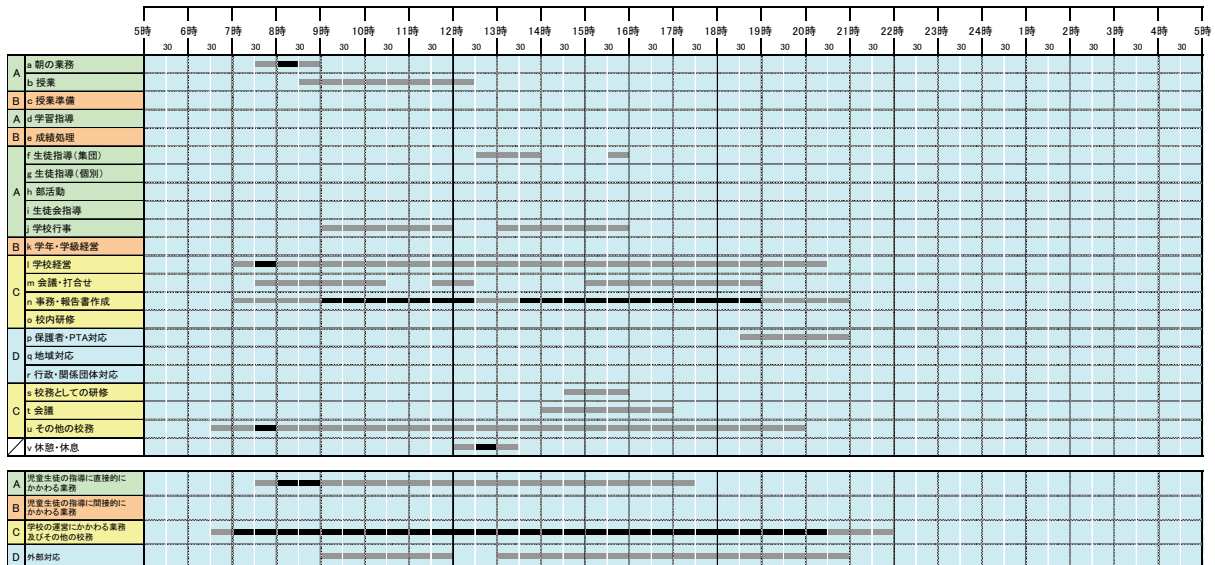 5時 6時 7時 8時 9時 10時 11時 12時 13時 14時 15時 16時 17時 18時 19時 20時 21時 22時 23時 24時 1時 2時 3時 4時 5時
30 30 30 30 30 30 30 30 30 30 30 30 30 30 30 30 30 30 30 30 30 30 30 30
A
a 朝の業務
b 授業
B c 授業準備
A d 学習指導
B e 成績処理
A
f 生徒指導(集団)
g 生徒指導(個別)
h 部活動
i 生徒会指導
j 学校行事
B k 学年・学級経営
C
l 学校経営
m 会議・打合せ
n 事務・報告書作成
o 校内研修
D
p 保護者・PTA対応
q 地域対応
r 行政・関係団体対応
C
s 校務としての研修
t 会議
u その他の校務
v 休憩・休息
A 児童生徒の指導に直接的に
かかわる業務
B 児童生徒の指導に間接的に
かかわる業務
C 学校の運営にかかわる業務
及びその他の校務
D 外部対応